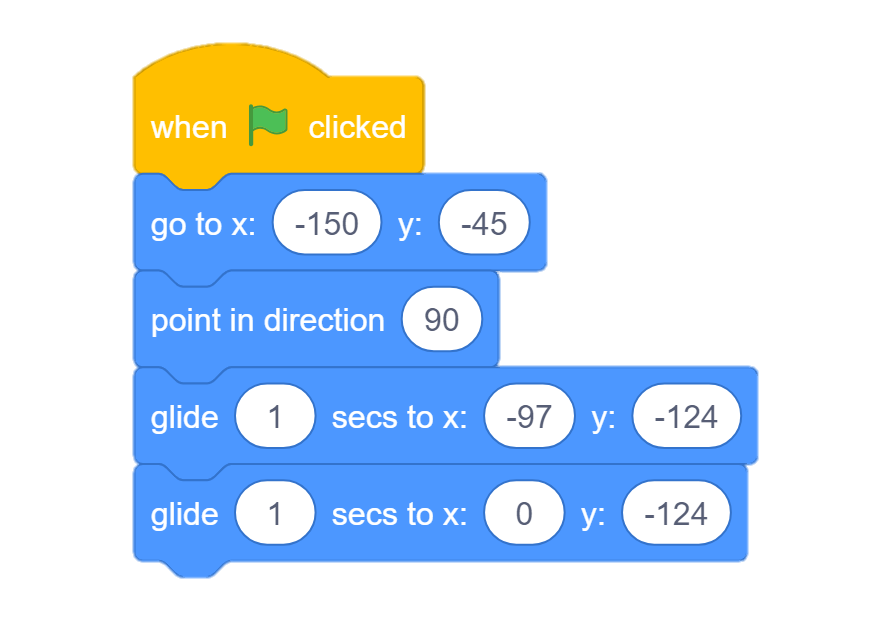 when clicked
go to x: -150 y: -45
point in direction 90
glide 1 secs to x: -97 y: -124
glide 1 secs to x: 0 y: -124